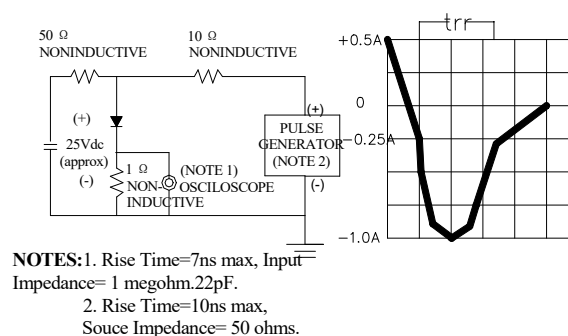 50 Ω
NONINDUCTIVE
10 Ω
NONINDUCTIVE
(+)
25Vdc
(approx)
(-)
1 Ω
NON-
INDUCTIVE
(NOTE 1)
OSCILOSCOPE
(+)
PULSE
GENERATOR
(NOTE 2)
(-)
trr
+0.5A
0
-0.25A
-1.0A
NOTES:1. Rise Time=7ns max, Input
Impedance= 1 megohm.22pF.
2. Rise Time=10ns max,
Souce Impedance= 50 ohms.